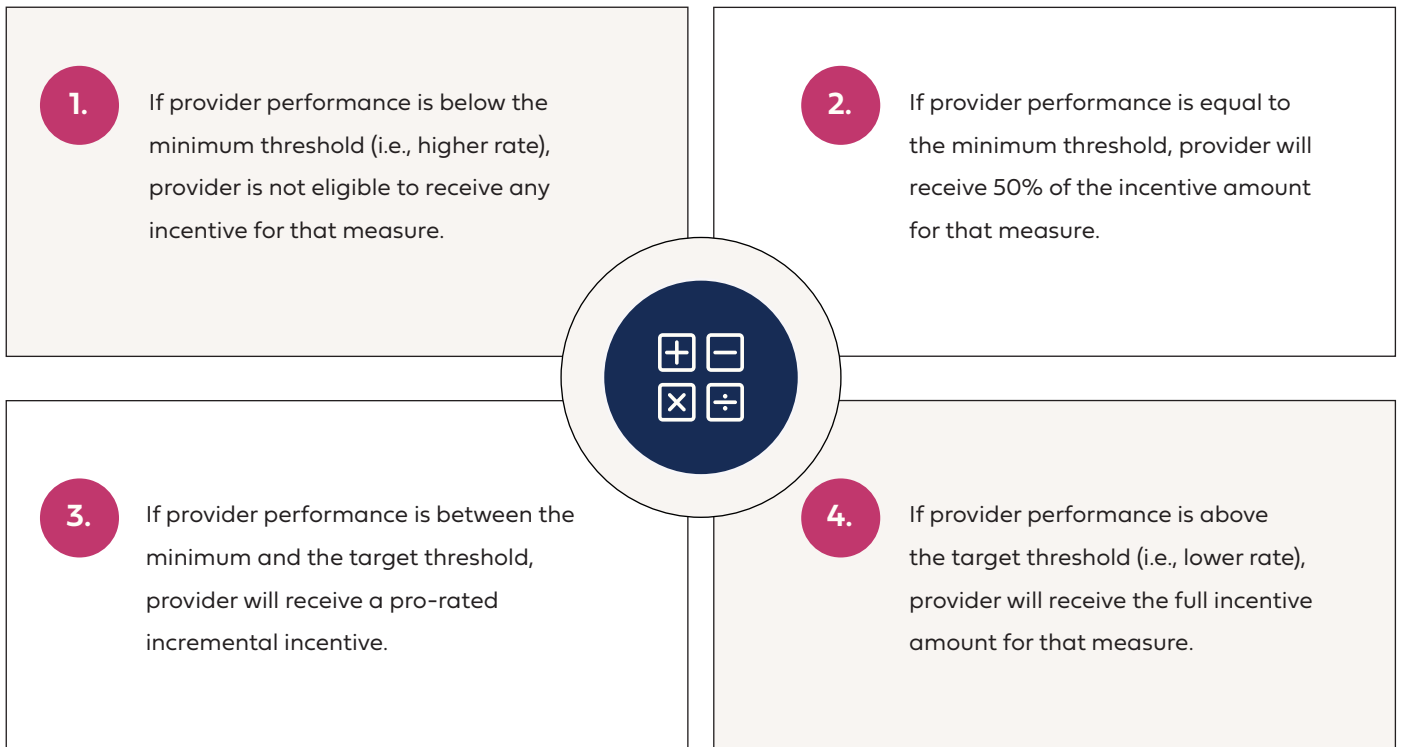 1.
If provider performance is below the
minimum threshold (i.e., higher rate),
provider is not eligible to receive any
incentive for that measure.
2.
If provider performance is equal to
the minimum threshold, provider will
receive 50% of the incentive amount
for that measure.
3.
If provider performance is between the
minimum and the target threshold,
provider will receive a pro-rated
incremental incentive.
4.
If provider performance is above
the target threshold (i.e., lower rate),
provider will receive the full incentive
amount for that measure.